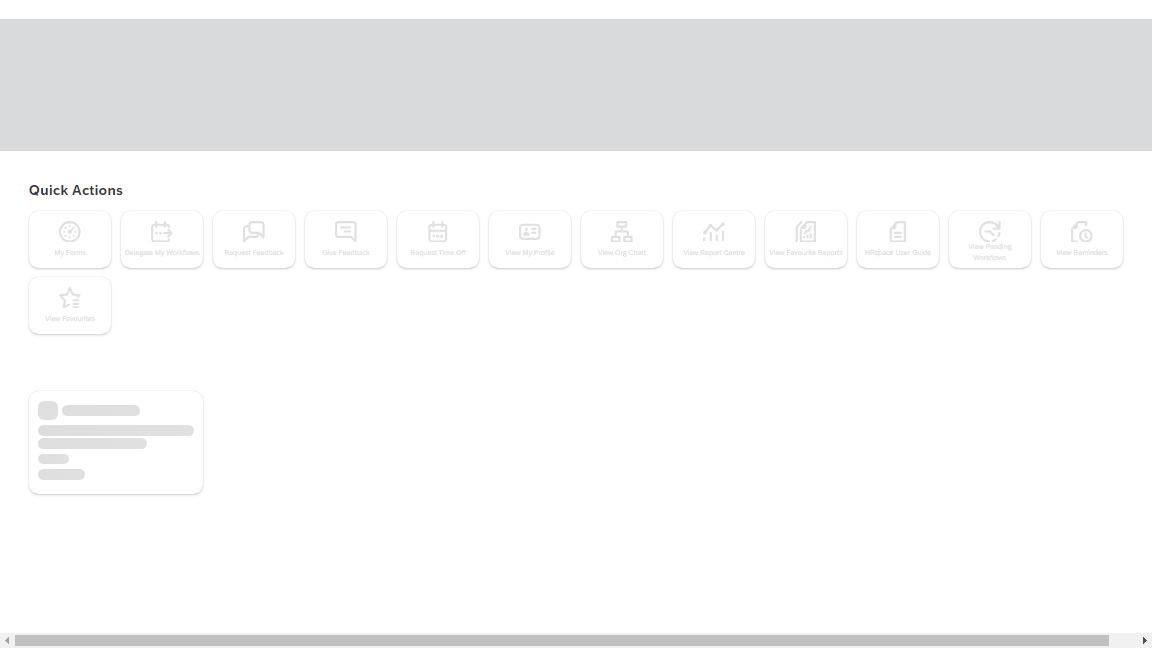 Quick Actions
My Forms
Delegate My Workflows
Request Feedback
Give Feedback
Request Time Off
View My Profile
View Org Chart
View Report Centre
View Favourite Reports
HRspace User Guide
View Pending
Workflows
View Reminders
View Favourites